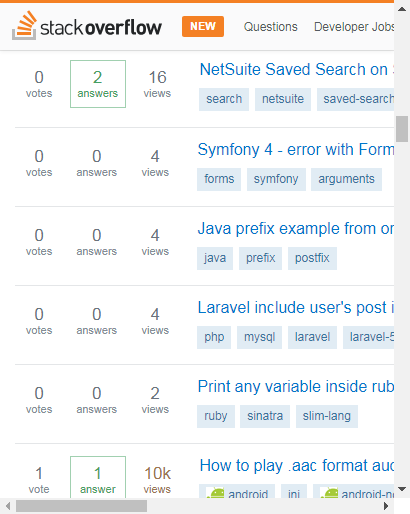 stackoverflow NEW Questions Developer Jobs
0 2 16 NetSuite Saved Search on
votes answers views search netsuite saved-search
0 0 4 Symfony 4 - error with Form
votes answers views forms symfony arguments
0 0 4 Java prefix example from
votes answers views java prefix postfix
0 0 4 Laravel include user's post
votes answers views php mysql laravel laravel-5
0 0 2 Print any variable inside
votes answers views ruby sinatra slim-lang
1 1 10k How to play .aac format
vote answer views android android-